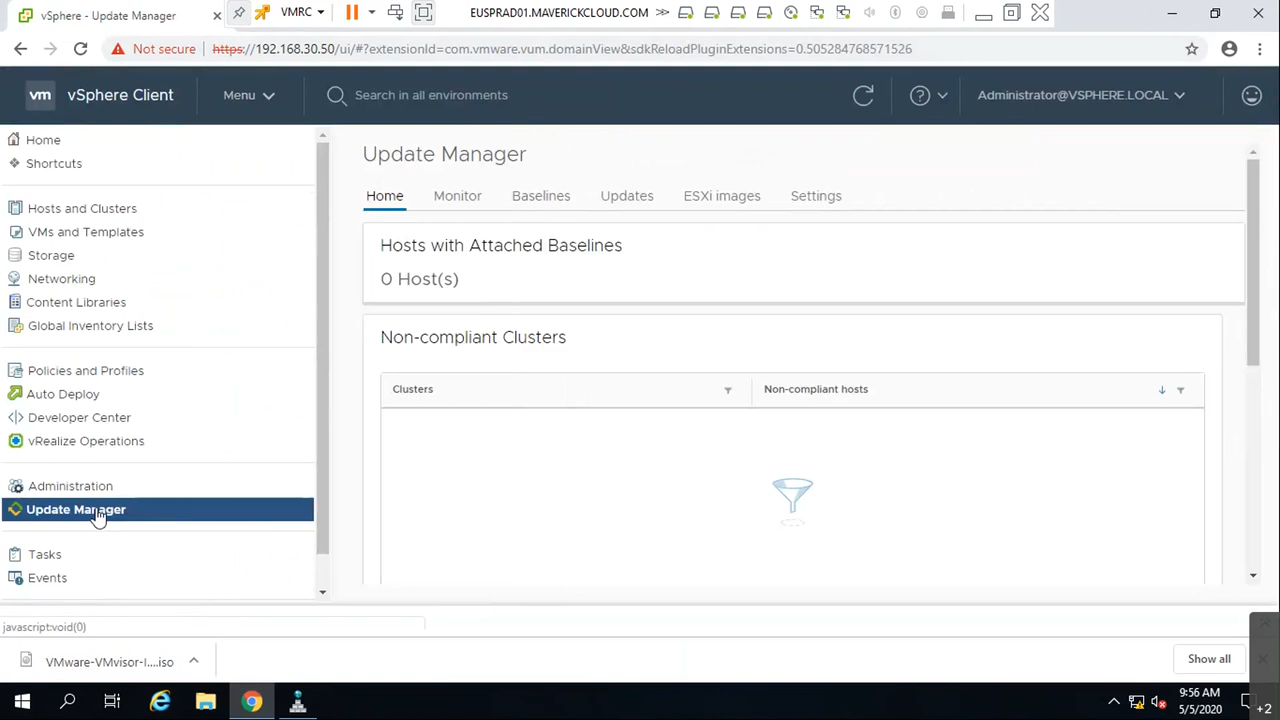 vSphere - Update Manager
VMRC
EUSPRAD01.MAVERICKCLOUD.COM
Not secure
https://192.168.30.50/ui/#?extensionId=com.vmware.vum.domainView&sdkReloadPluginExtensions=0.505284768571526
vm
vSphere Client
Menu
Search in all environments
Administrator@VSPHERE.LOCAL
Home
Shortcuts
Hosts and Clusters
VMs and Templates
Storage
Networking
Content Libraries
Global Inventory Lists
Policies and Profiles
Auto Deploy
Developer Center
vRealize Operations
Administration
Update Manager
Tasks
Events
Update Manager
Home
Monitor
Baselines
Updates
ESXi images
Settings
Hosts with Attached Baselines
0 Host(s)
Non-compliant Clusters
Clusters
Non-compliant hosts
javascript:void(0)
VMware-VMvisor-I....iso
Show all
9:56 AM
5/5/2020
+2